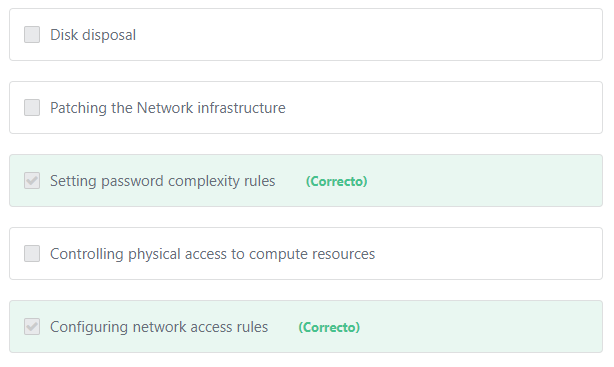 Disk disposal
Patching the Network infrastructure
Setting password complexity rules (Correcto)
Controlling physical access to compute resources
Configuring network access rules (Correcto)